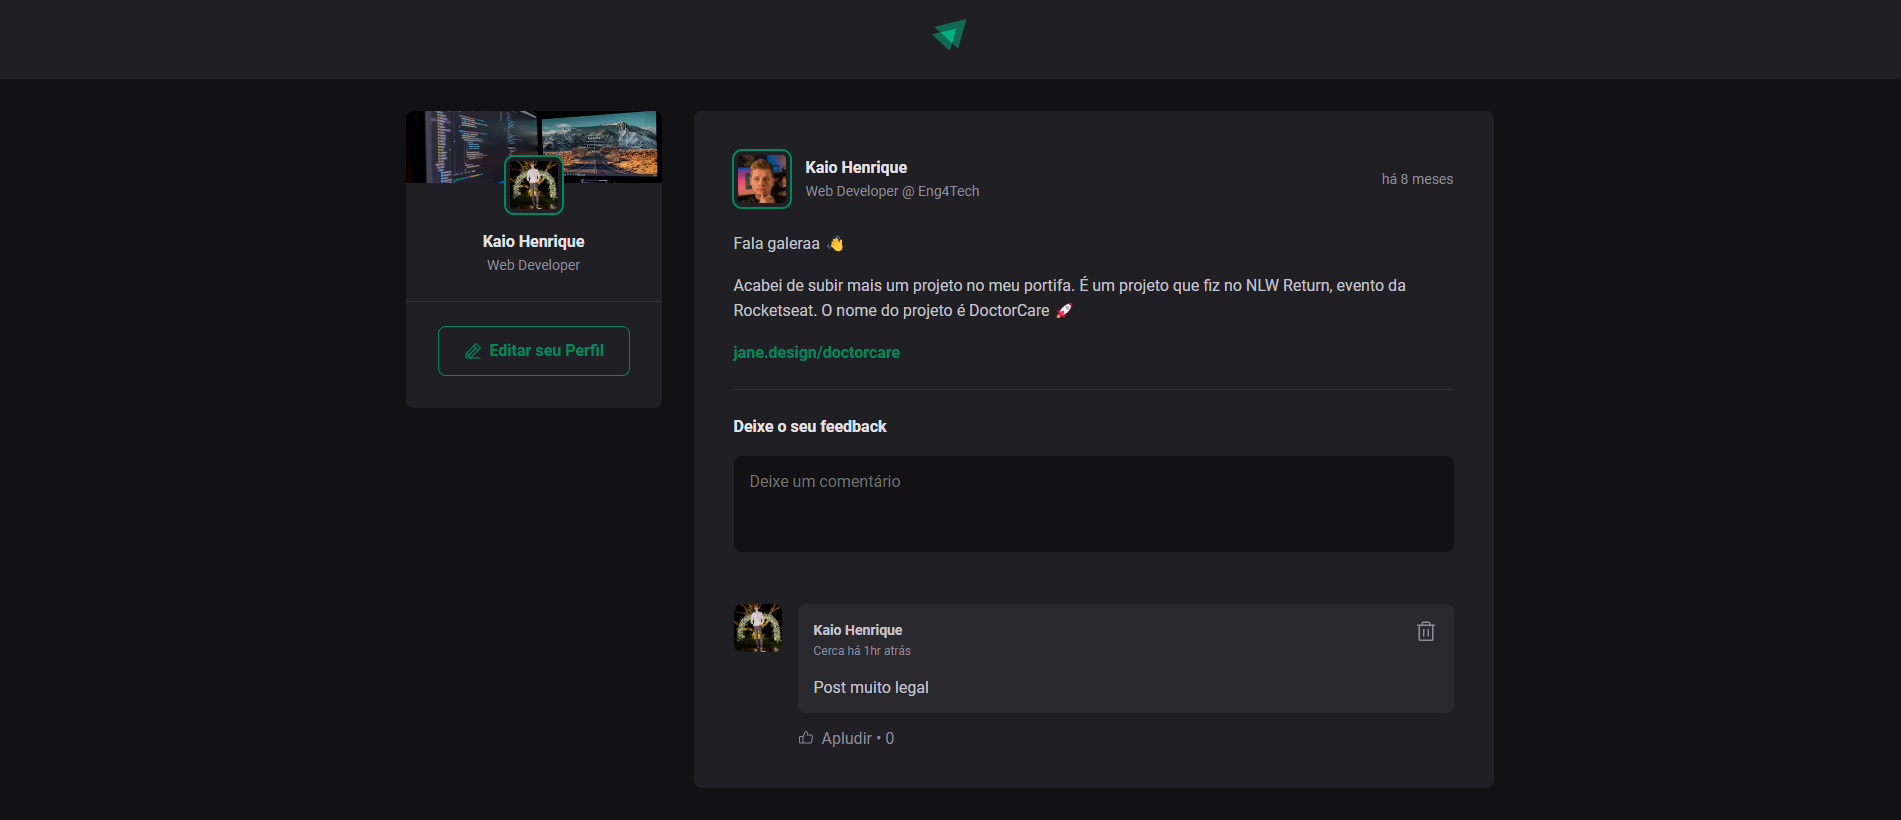 Kaio Henrique
Web Developer
Editar seu Perfil
Kaio Henrique
Web Developer @ Eng4Tech
há 8 meses
Fala galeraa 👋
Acabei de subir mais um projeto no meu portifa. É um projeto que fiz no NLW Return, evento da
Rocketseat. O nome do projeto é DoctorCare 🚀
jane.design/doctorcare
Deixe o seu feedback
Deixe um comentário
Kaio Henrique
Cerca há 1hr atrás
Post muito legal
Apludir • 0